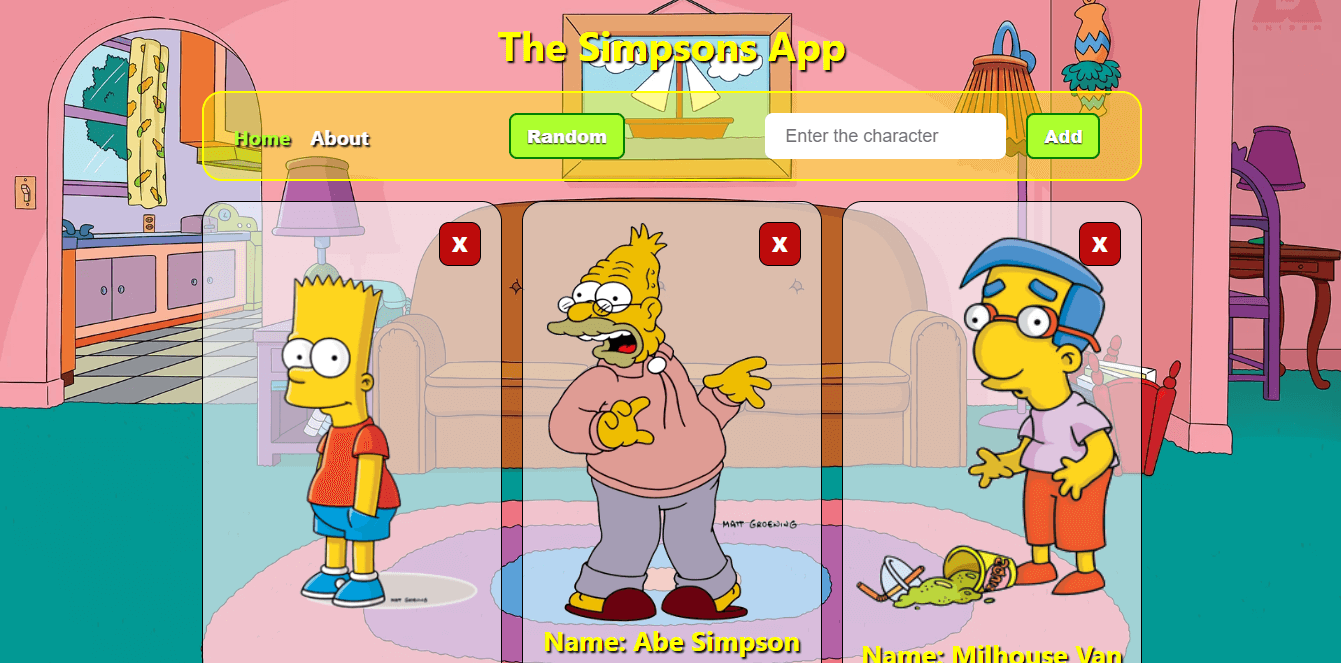 The Simpsons App
Home About Random Enter the character Add
X X X
MATT GROENING
Name: Abe Simpson
Name: Milhouse Van